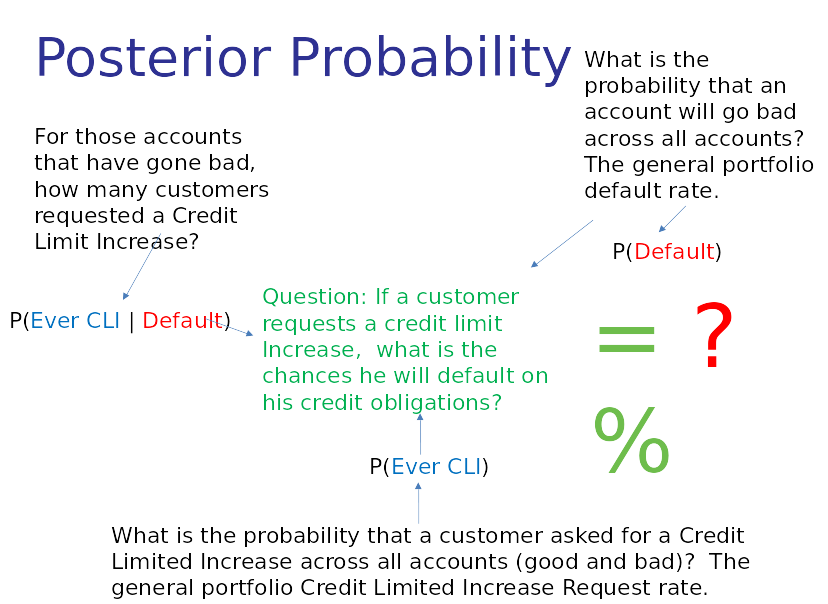 Posterior Probability
What is the
probability that an
account will go bad
across all accounts?
The general portfolio
default rate.
For those accounts
that have gone bad,
how many customers
requested a Credit
Limit Increase?
P(Default)
P(Ever CLI | Default)
Question: If a customer
requests a credit limit
Increase,  what is the
chances he will default on
his credit obligations?
= ?
%
P(Ever CLI)
What is the probability that a customer asked for a Credit
Limited Increase across all accounts (good and bad)?  The
general portfolio Credit Limited Increase Request rate.